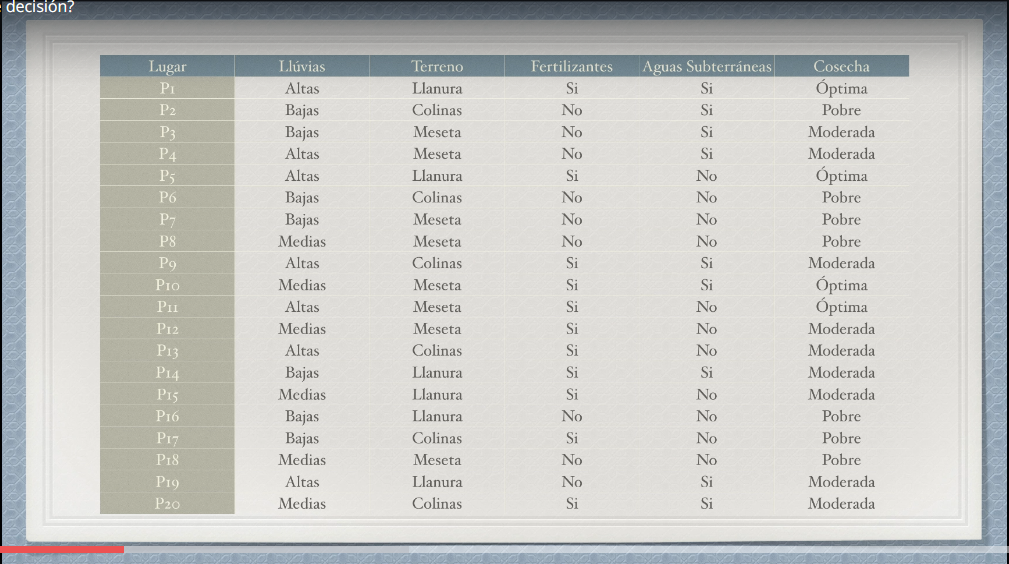 decisión?
Lugar Llúvias Terreno Fertilizantes Aguas Subterráneas Cosecha
P1 Altas Llanura Si Si Óptima
P2 Bajas Colinas No Si Pobre
P3 Bajas Meseta No Si Moderada
P4 Altas Meseta No Si Moderada
P5 Altas Llanura Si No Óptima
P6 Bajas Colinas No No Pobre
P7 Bajas Meseta No No Pobre
P8 Medias Meseta No No Pobre
P9 Altas Colinas Si Si Moderada
P10 Medias Meseta Si Si Óptima
P11 Altas Meseta Si No Óptima
P12 Medias Meseta Si No Moderada
P13 Altas Colinas Si No Moderada
P14 Bajas Llanura Si Si Moderada
P15 Medias Llanura Si No Moderada
P16 Bajas Llanura No No Pobre
P17 Bajas Colinas Si No Pobre
P18 Medias Meseta No No Pobre
P19 Altas Llanura No Si Moderada
P20 Medias Colinas Si Si Moderada